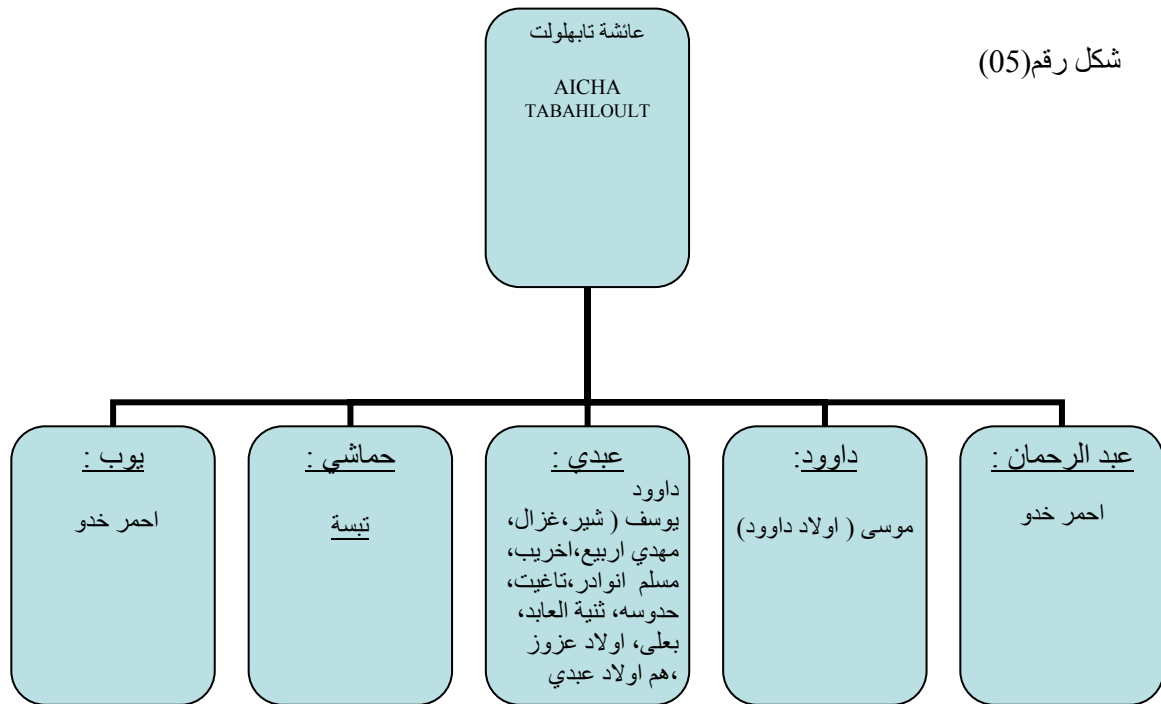 شكل رقم(05)
عائشة تابهلولت
AICHA
TABAHLOULT
عبد الرحمان :
احمر خدو
داوود:
موسى ( اولاد داوود)
عبدي :
داوود
يوسف ( شير،غزال،
مهدي اربيع،اخريب،
مسلم انوادر،تاغيت،
حدوسه، ثنية العابد،
بعلى، اولاد عزوز
،هم اولاد عبدي
حماشي :
تبسة
يوب :
احمر خدو